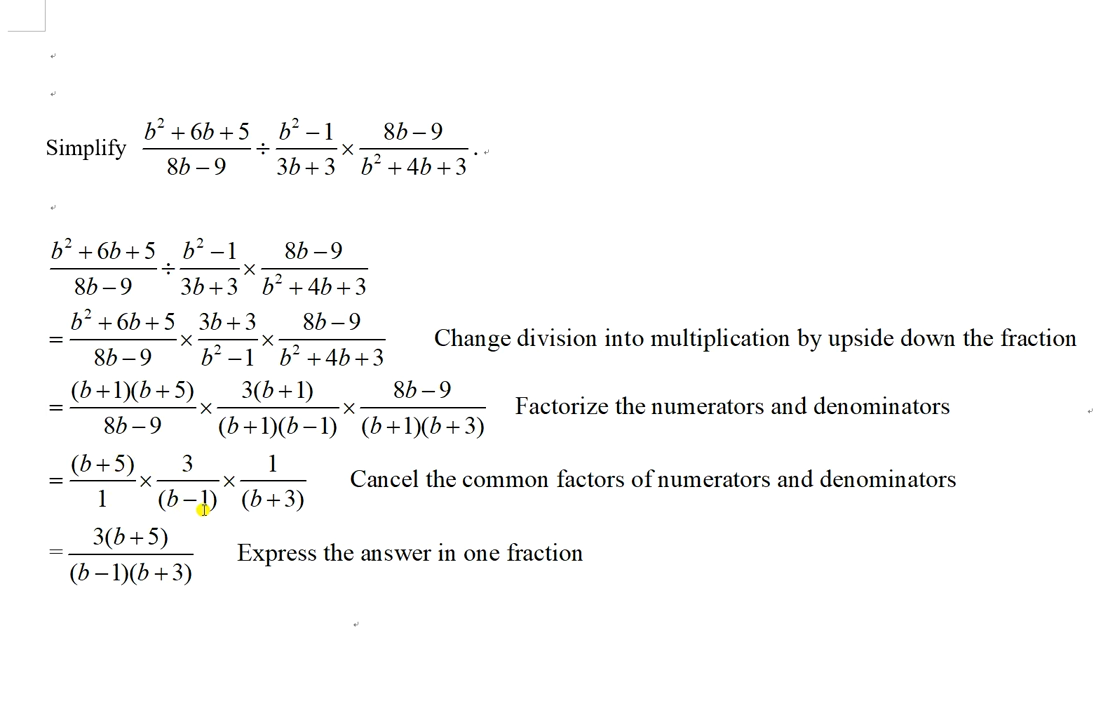 Simplify (b² + 6b + 5)/(8b − 9) ÷ (b² − 1)/(3b + 3) × (8b − 9)/(b² + 4b + 3).
(b² + 6b + 5)/(8b − 9) ÷ (b² − 1)/(3b + 3) × (8b − 9)/(b² + 4b + 3)
= (b² + 6b + 5)/(8b − 9) × (3b + 3)/(b² − 1) × (8b − 9)/(b² + 4b + 3) Change division into multiplication by upside down the fraction
= ((b + 1)(b + 5))/(8b − 9) × (3(b + 1))/((b + 1)(b − 1)) × (8b − 9)/((b + 1)(b + 3)) Factorize the numerators and denominators
= (b + 5)/1 × 3/(b − 1) × 1/(b + 3) Cancel the common factors of numerators and denominators
= (3(b + 5))/((b − 1)(b + 3)) Express the answer in one fraction